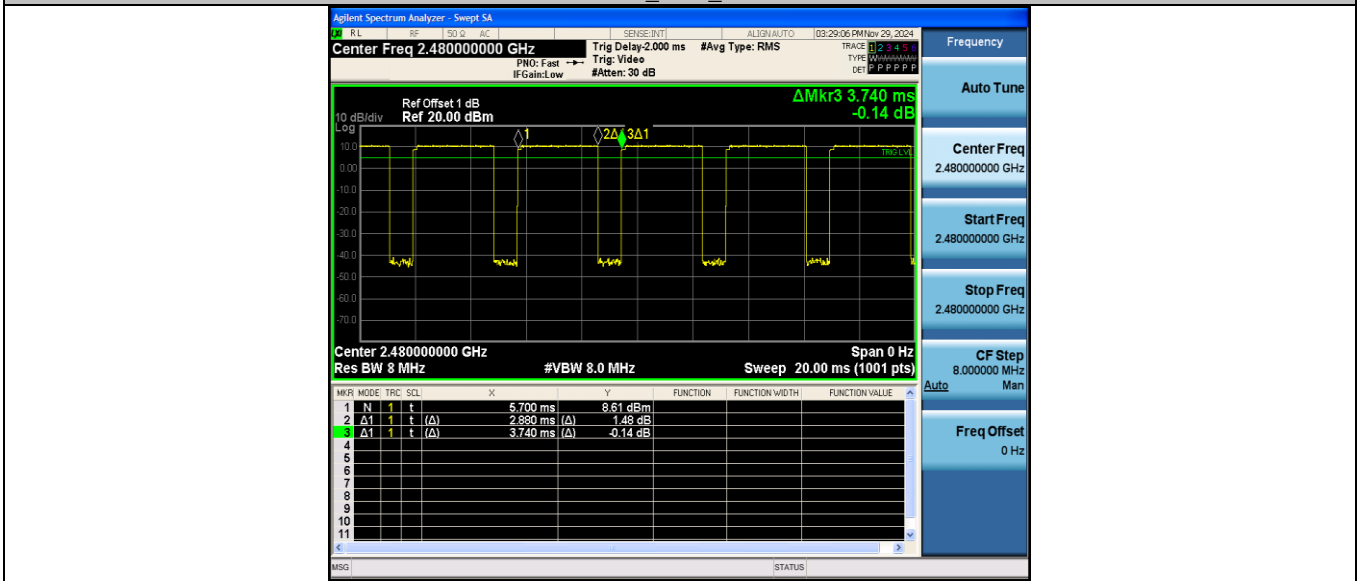 Agilent Spectrum Analyzer - Swept SA
RL RF 50 Ω AC SENSE:INT ALIGNAUTO 03:29:06 PM Nov 29, 2024
Center Freq 2.480000000 GHz Trig Delay-2.000 ms #Avg Type: RMS TRACE 1 2 3 4 5 6 Frequency
PNO: Fast Trig: Video TYPE
IFGain:Low #Atten: 30 dB DET P P P P P P
Auto Tune
ΔMkr3 3.740 ms
-0.14 dB
Ref Offset 1 dB
10 dB/div Ref 20.00 dBm
Log
1 2Δ1 3Δ1
TRIG LVL
10.0
0.00
-10.0
-20.0
-30.0
-40.0
-50.0
-60.0
-70.0
Center Freq
2.480000000 GHz
Start Freq
2.480000000 GHz
Stop Freq
2.480000000 GHz
Center 2.480000000 GHz Span 0 Hz
Res BW 8 MHz #VBW 8.0 MHz Sweep 20.00 ms (1001 pts)
CF Step
8.000000 MHz
Auto Man
MKR MODE TRC SCL X Y FUNCTION FUNCTION WIDTH FUNCTION VALUE
1 N 1 t 5.700 ms 8.61 dBm
2 Δ1 1 t (Δ) 2.880 ms (Δ) 1.48 dB
3 Δ1 1 t (Δ) 3.740 ms (Δ) -0.14 dB
4
5
6
7
8
9
10
11
Freq Offset
0 Hz
MSG STATUS